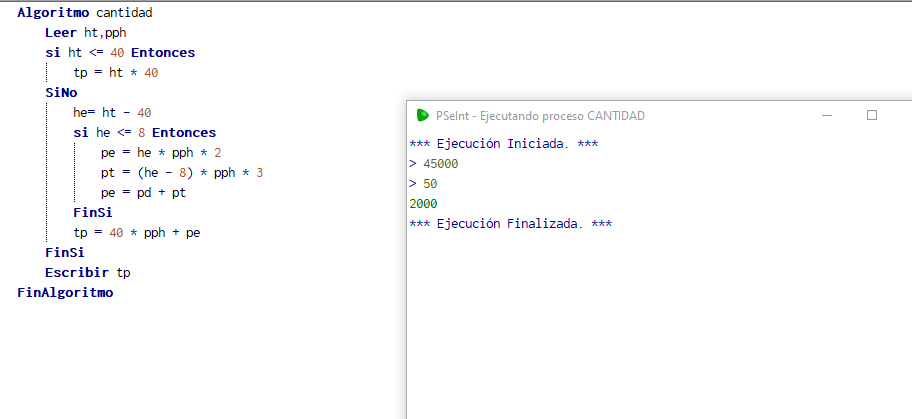 Algoritmo cantidad
Leer ht,pph
si ht <= 40 Entonces
tp = ht * 40
SiNo
he= ht - 40
si he <= 8 Entonces
pe = he * pph * 2
pt = (he - 8) * pph * 3
pe = pd + pt
FinSi
tp = 40 * pph + pe
FinSi
Escribir tp
FinAlgoritmo
PSeInt - Ejecutando proceso CANTIDAD
*** Ejecución Iniciada. ***
> 45000
> 50
2000
*** Ejecución Finalizada. ***